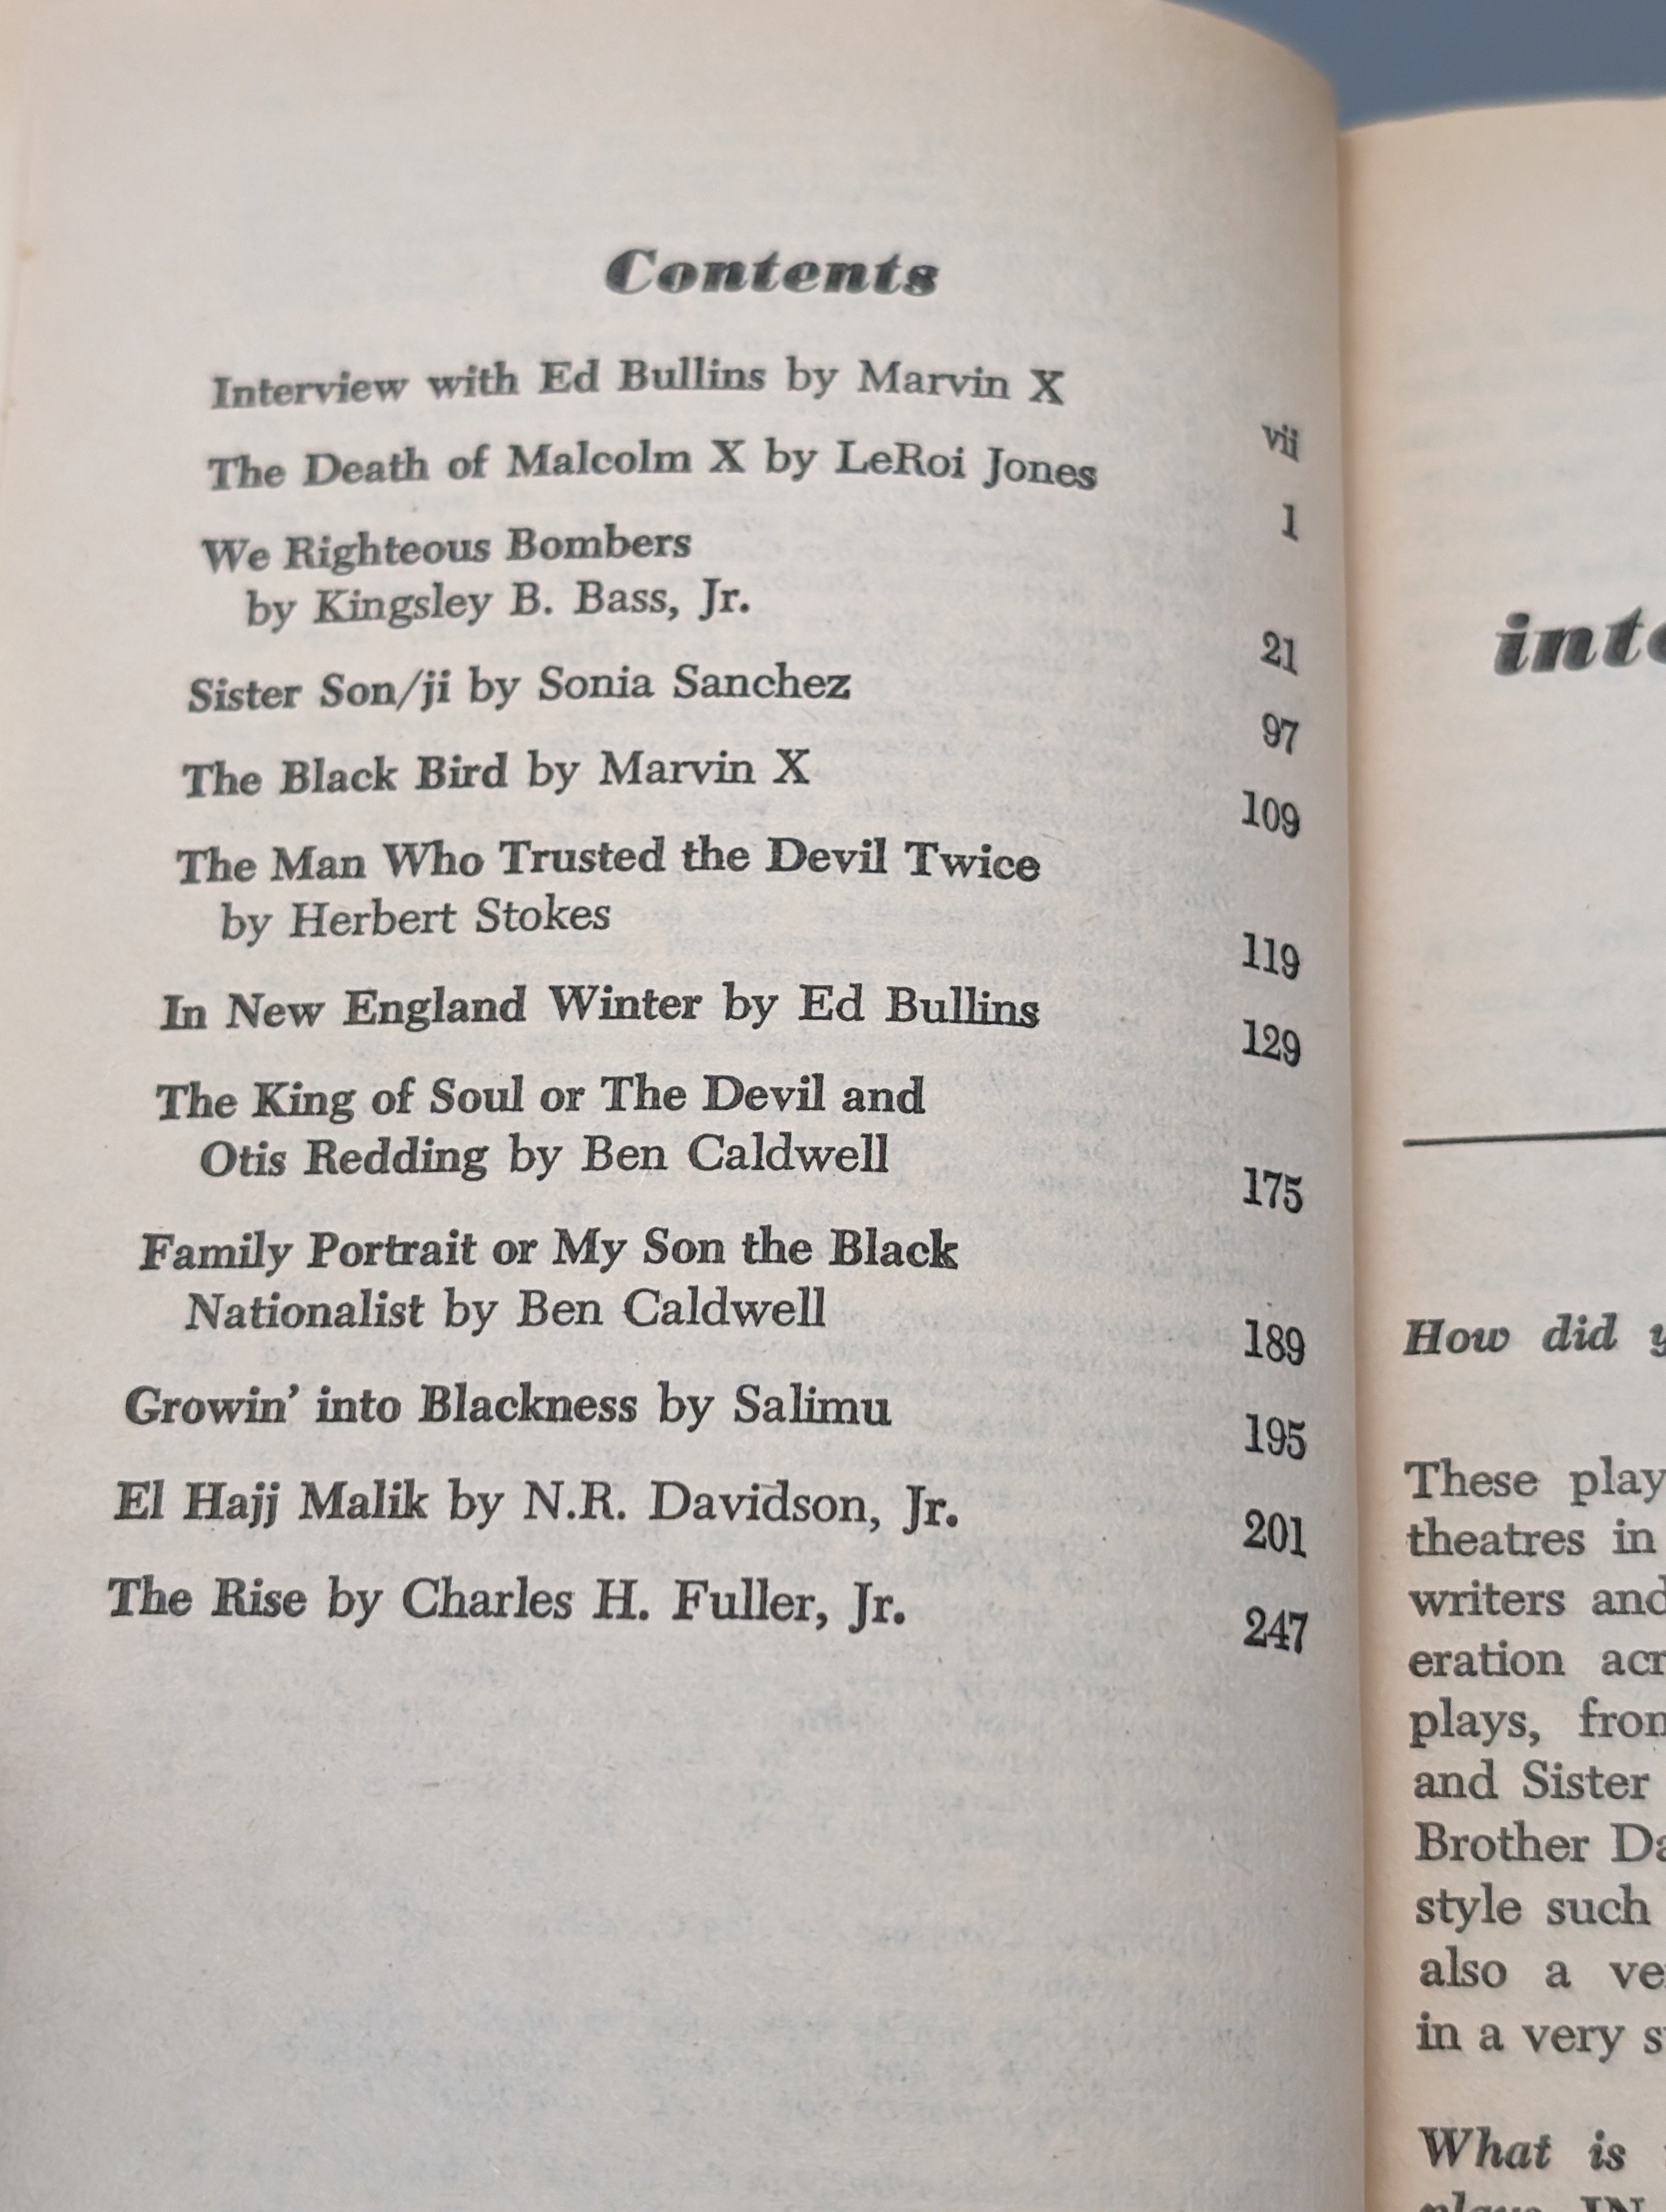 Contents
Interview with Ed Bullins by Marvin X vii
The Death of Malcolm X by LeRoi Jones 1
We Righteous Bombers
by Kingsley B. Bass, Jr. 21
Sister Son/ji by Sonia Sanchez 97
The Black Bird by Marvin X 109
The Man Who Trusted the Devil Twice
by Herbert Stokes 119
In New England Winter by Ed Bullins 129
The King of Soul or The Devil and
Otis Redding by Ben Caldwell 175
Family Portrait or My Son the Black
Nationalist by Ben Caldwell 189
Growin' into Blackness by Salimu 195
El Hajj Malik by N.R. Davidson, Jr. 201
The Rise by Charles H. Fuller, Jr. 247
How did
These
theatres in
writers
eration
plays,
and Sister
Brother
style such
also a
in a very
What is